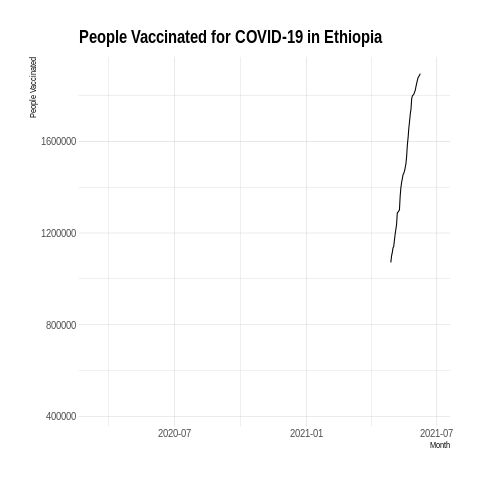 People Vaccinated for COVID-19 in Ethiopia
People Vaccinated
1600000
1200000
800000
400000
2020-07 2021-01 2021-07
Month